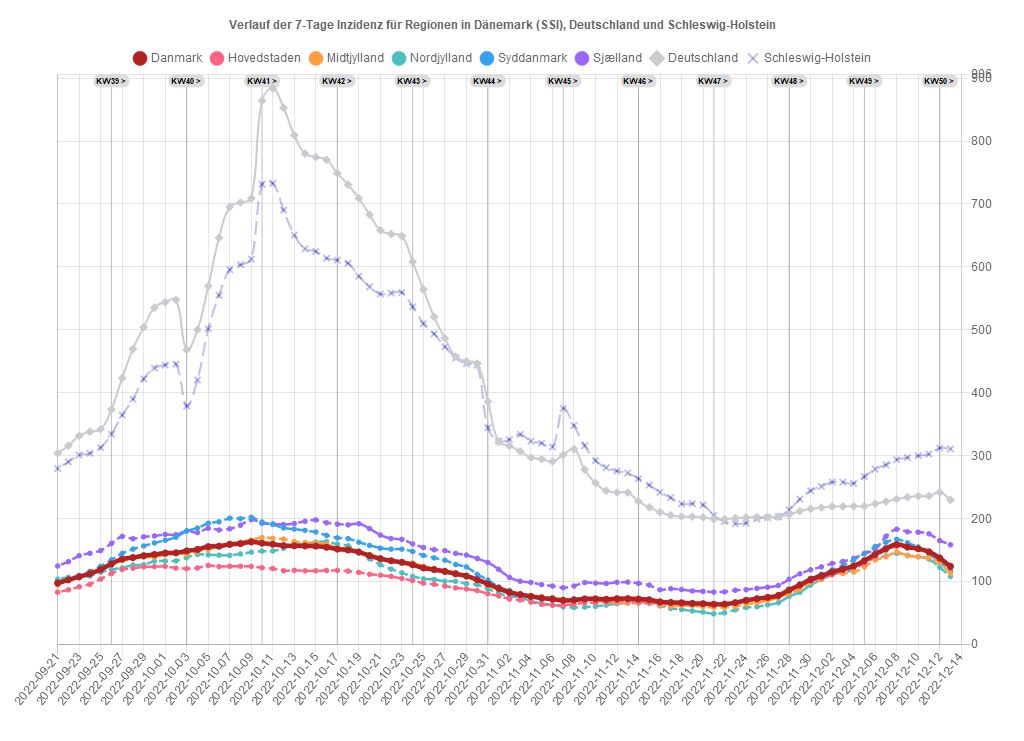 Verlauf der 7-Tage Inzidenz für Regionen in Dänemark (SSI), Deutschland und Schleswig-Holstein
Danmark Hovedstaden Midtjylland Nordjylland Syddanmark Sjælland Deutschland Schleswig-Holstein
KW39 > KW40 > KW41 > KW42 > KW43 > KW44 > KW45 > KW46 > KW47 > KW48 > KW49 > KW50 >
906
900
800
700
600
500
400
300
200
100
0
2022-09-21 2022-09-23 2022-09-25 2022-09-27 2022-09-29 2022-10-01 2022-10-03 2022-10-05 2022-10-07 2022-10-09 2022-10-11 2022-10-13 2022-10-15 2022-10-17 2022-10-19 2022-10-21 2022-10-23 2022-10-25 2022-10-27 2022-10-29 2022-10-31 2022-11-02 2022-11-04 2022-11-06 2022-11-08 2022-11-10 2022-11-12 2022-11-14 2022-11-16 2022-11-18 2022-11-20 2022-11-22 2022-11-24 2022-11-26 2022-11-28 2022-11-30 2022-12-02 2022-12-04 2022-12-06 2022-12-08 2022-12-10 2022-12-12 2022-12-14